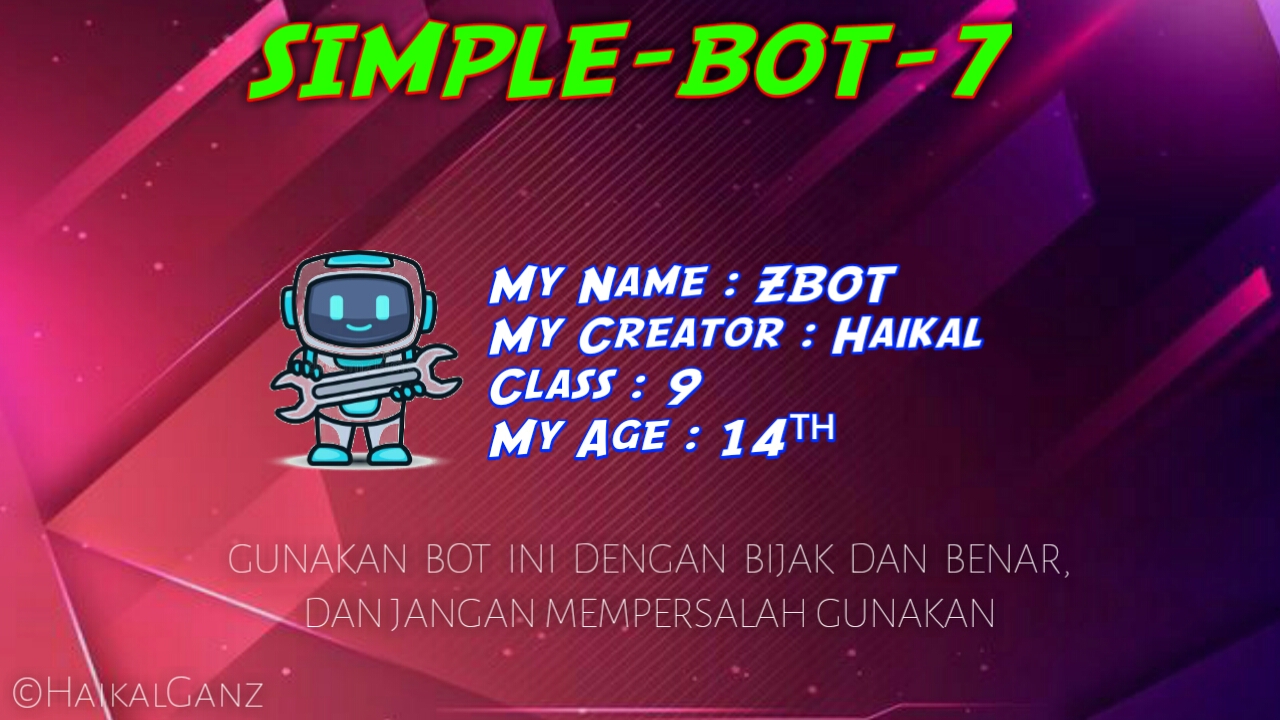 SIMPLE-BOT-7
My Name : ZBOT
My Creator : Haikal
Class : 9
My Age : 14TH
GUNAKAN BOT INI DENGAN BIJAK DAN BENAR,
DAN JANGAN MEMPERSALAH GUNAKAN
©HaikalGanz